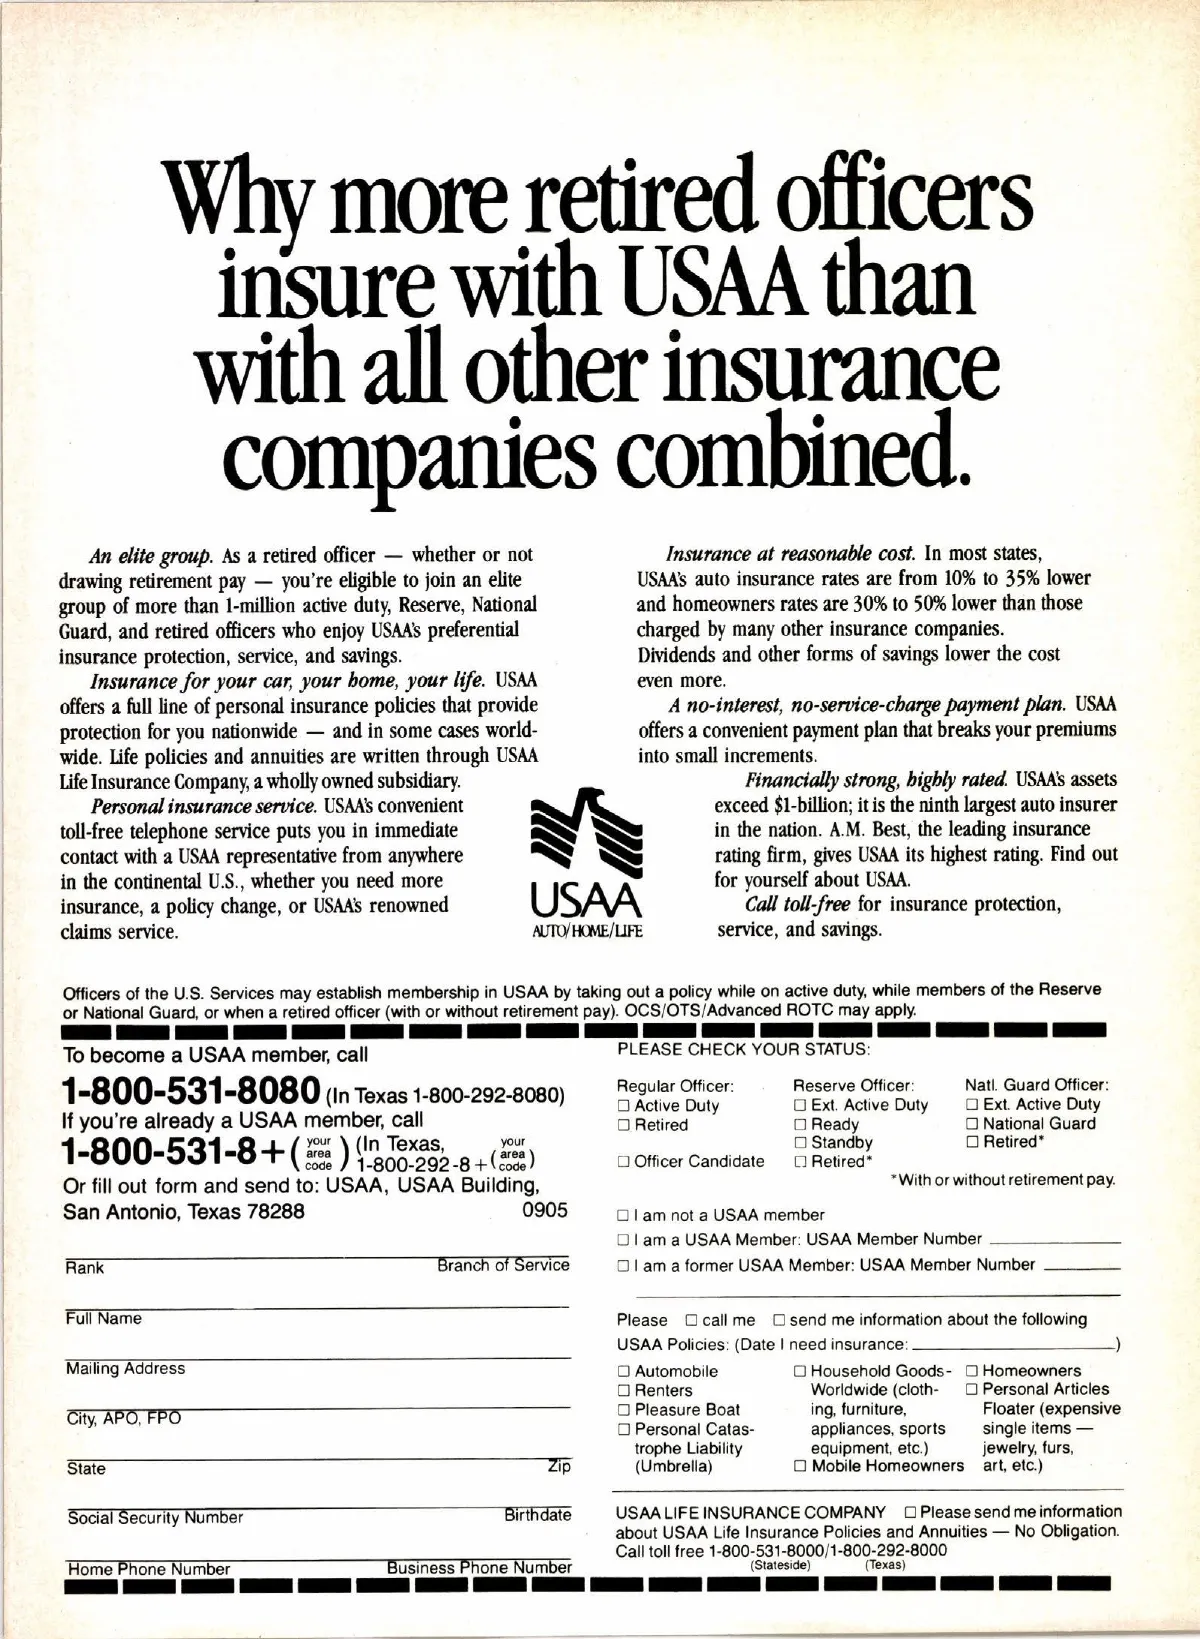 Why more retired officers
insure with USAA than
with all other insurance
companies combined.
An elite group. As a retired officer — whether or not
drawing retirement pay — you're eligible to join an elite
group of more than 1-million active duty, Reserve, National
Guard, and retired officers who enjoy USAA's preferential
insurance protection, service, and savings.
Insurance for your car, your home, your life. USAA
offers a full line of personal insurance policies that provide
protection for you nationwide — and in some cases world-
wide. Life policies and annuities are written through USAA
Life Insurance Company, a wholly owned subsidiary.
Personal insurance service. USAA's convenient
toll-free telephone service puts you in immediate
contact with a USAA representative from anywhere
in the continental U.S., whether you need more
insurance, a policy change, or USAA's renowned
claims service.
USAA
AUTO/HOME/LIFE
Insurance at reasonable cost. In most states,
USAA's auto insurance rates are from 10% to 35% lower
and homeowners rates are 30% to 50% lower than those
charged by many other insurance companies.
Dividends and other forms of savings lower the cost
even more.
A no-interest, no-service-charge payment plan. USAA
offers a convenient payment plan that breaks your premiums
into small increments.
Financially strong, highly rated. USAA's assets
exceed $1-billion; it is the ninth largest auto insurer
in the nation. A.M. Best, the leading insurance
rating firm, gives USAA its highest rating. Find out
for yourself about USAA.
Call toll-free for insurance protection,
service, and savings.
Officers of the U.S. Services may establish membership in USAA by taking out a policy while on active duty, while members of the Reserve
or National Guard, or when a retired officer (with or without retirement pay). OCS/OTS/Advanced ROTC may apply.
To become a USAA member, call
1-800-531-8080 (In Texas 1-800-292-8080)
If you're already a USAA member, call
1-800-531-8+(your area code) (In Texas, 1-800-292-8+(your area code)
Or fill out form and send to: USAA, USAA Building,
San Antonio, Texas 78288 0905
Rank Branch of Service
Full Name
Mailing Address
City, APO, FPO
State Zip
Social Security Number Birthdate
Home Phone Number Business Phone Number
PLEASE CHECK YOUR STATUS:
Regular Officer: Reserve Officer: Natl. Guard Officer:
☐ Active Duty ☐ Ext. Active Duty ☐ Ext. Active Duty
☐ Retired ☐ Ready ☐ National Guard
☐ Standby ☐ Retired*
☐ Officer Candidate ☐ Retired*
*With or without retirement pay.
☐ I am not a USAA member
☐ I am a USAA Member: USAA Member Number
☐ I am a former USAA Member: USAA Member Number
Please ☐ call me ☐ send me information about the following
USAA Policies: (Date I need insurance: )
☐ Automobile ☐ Household Goods- ☐ Homeowners
☐ Renters Worldwide (cloth- ☐ Personal Articles
☐ Pleasure Boat ing, furniture, Floater (expensive
☐ Personal Catas- appliances, sports single items —
trophe Liability equipment, etc.) jewelry, furs,
(Umbrella) ☐ Mobile Homeowners art, etc.)
USAA LIFE INSURANCE COMPANY ☐ Please send me information
about USAA Life Insurance Policies and Annuities — No Obligation.
Call toll free 1-800-531-8000/1-800-292-8000
(Stateside) (Texas)